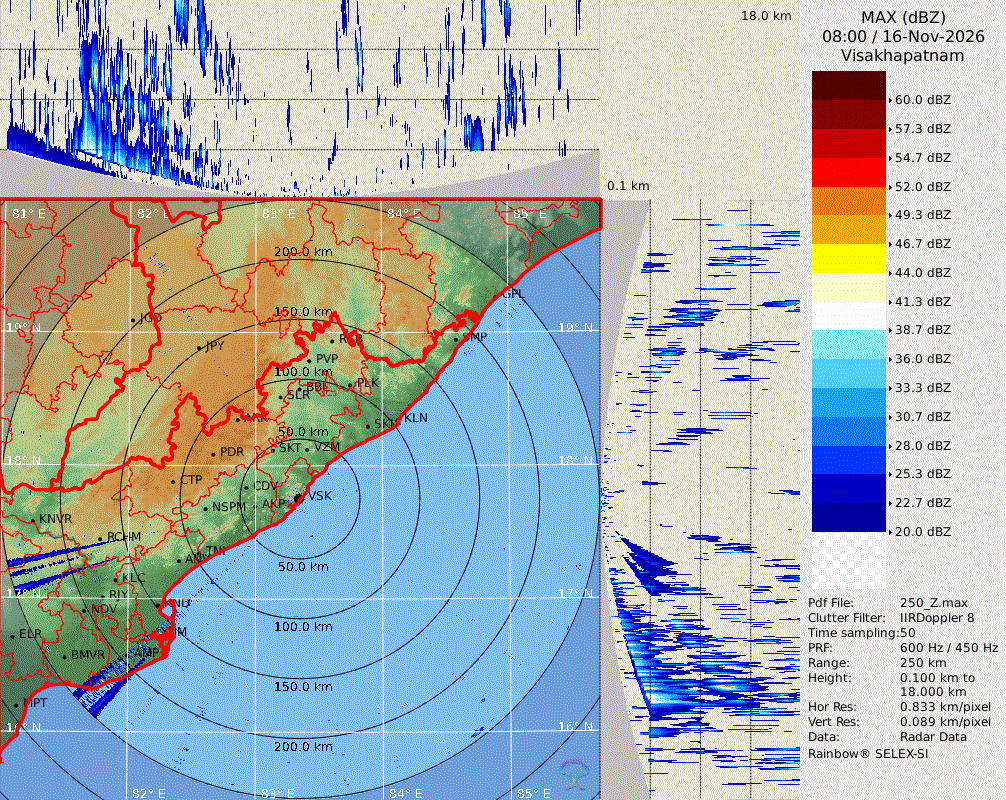 18.0 km
MAX (dBZ)
08:00 / 16-Nov-2026
Visakhapatnam
60.0 dBZ
57.3 dBZ
54.7 dBZ
52.0 dBZ
49.3 dBZ
46.7 dBZ
44.0 dBZ
41.3 dBZ
38.7 dBZ
36.0 dBZ
33.3 dBZ
30.7 dBZ
28.0 dBZ
25.3 dBZ
22.7 dBZ
20.0 dBZ
0.1 km
81° E 82° E 83° E 84° E 85° E
200.0 km
GPL
150.0 km
JGD
19° N 19° N
SMP
JPY
PVP
100.0 km
PLK
BBL
SLR
KLN
50.0 km
SKT VZM
PDR
18° N 18° N
CTP
CDV
VSK
NSPM AKP
KNVR
TNI
50.0 km
KLC
RJY
17° N 17° N
NDV
100.0 km
ELR
BMVR AMP
150.0 km
16° N 16° N
200.0 km
82° E 83° E 84° E 85° E
Pdf File: 250_Z.max
Clutter Filter: IIRDoppler 8
Time sampling:50
PRF: 600 Hz / 450 Hz
Range: 250 km
Height: 0.100 km to
18.000 km
Hor Res: 0.833 km/pixel
Vert Res: 0.089 km/pixel
Data: Radar Data
Rainbow® SELEX-SI